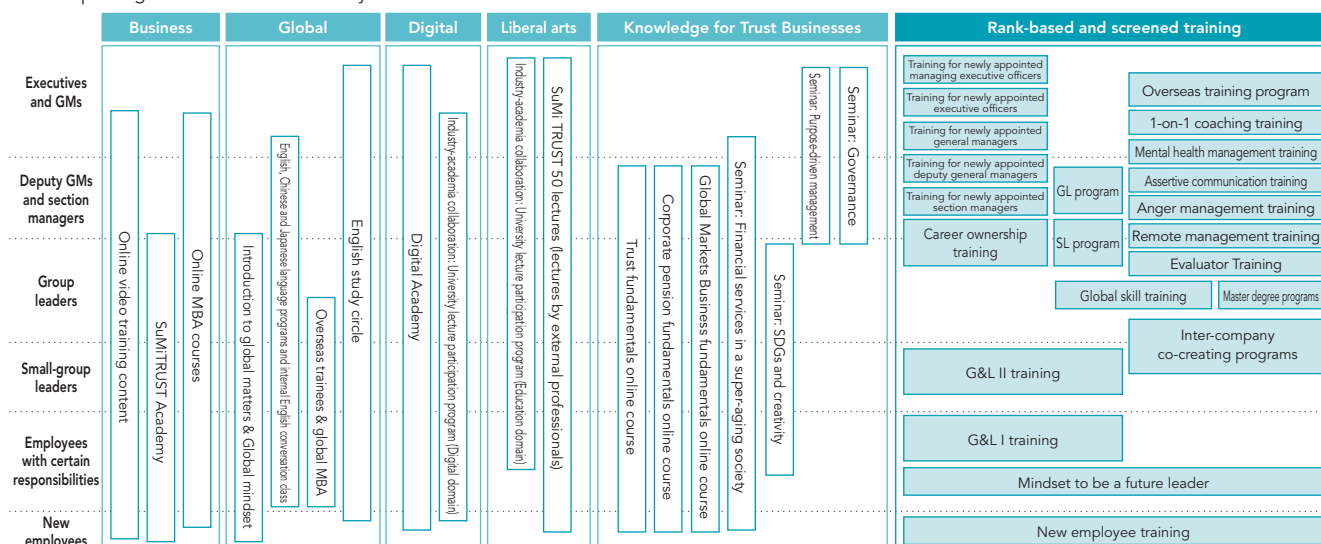 Business
Global
Digital
Liberal arts
Knowledge for Trust Businesses
Rank-based and screened training
Executives
and GMs
Deputy GMs
and section
managers
Group
leaders
Small-group
leaders
Employees
with certain
responsibilities
New
employees
Online video training content
SuMiTRUST Academy
Online MBA courses
Introduction to global matters & Global mindset
English, Chinese and Japanese language programs and internal English conversation class
Overseas trainees & global MBA
English study circle
Digital Academy
Industry-academia collaboration: University lecture participation program (Digital domain)
Industry-academia collaboration: University lecture participation program (Education domain)
SuMi TRUST 50 lectures (lectures by external professionals)
Trust fundamentals online course
Corporate pension fundamentals online course
Global Markets Business fundamentals online course
Seminar: Financial services in a super-aging society
Seminar: SDGs and creativity
Seminar: Purpose-driven management
Seminar: Governance
Training for newly appointed
managing executive officers
Training for newly appointed
executive officers
Training for newly appointed
general managers
Training for newly appointed
deputy general managers
Training for newly appointed
section managers
Career ownership
training
GL program
SL program
Overseas training program
1-on-1 coaching training
Mental health management training
Assertive communication training
Anger management training
Remote management training
Evaluator Training
Global skill training
Master degree programs
Inter-company
co-creating programs
G&L II training
G&L I training
Mindset to be a future leader
New employee training